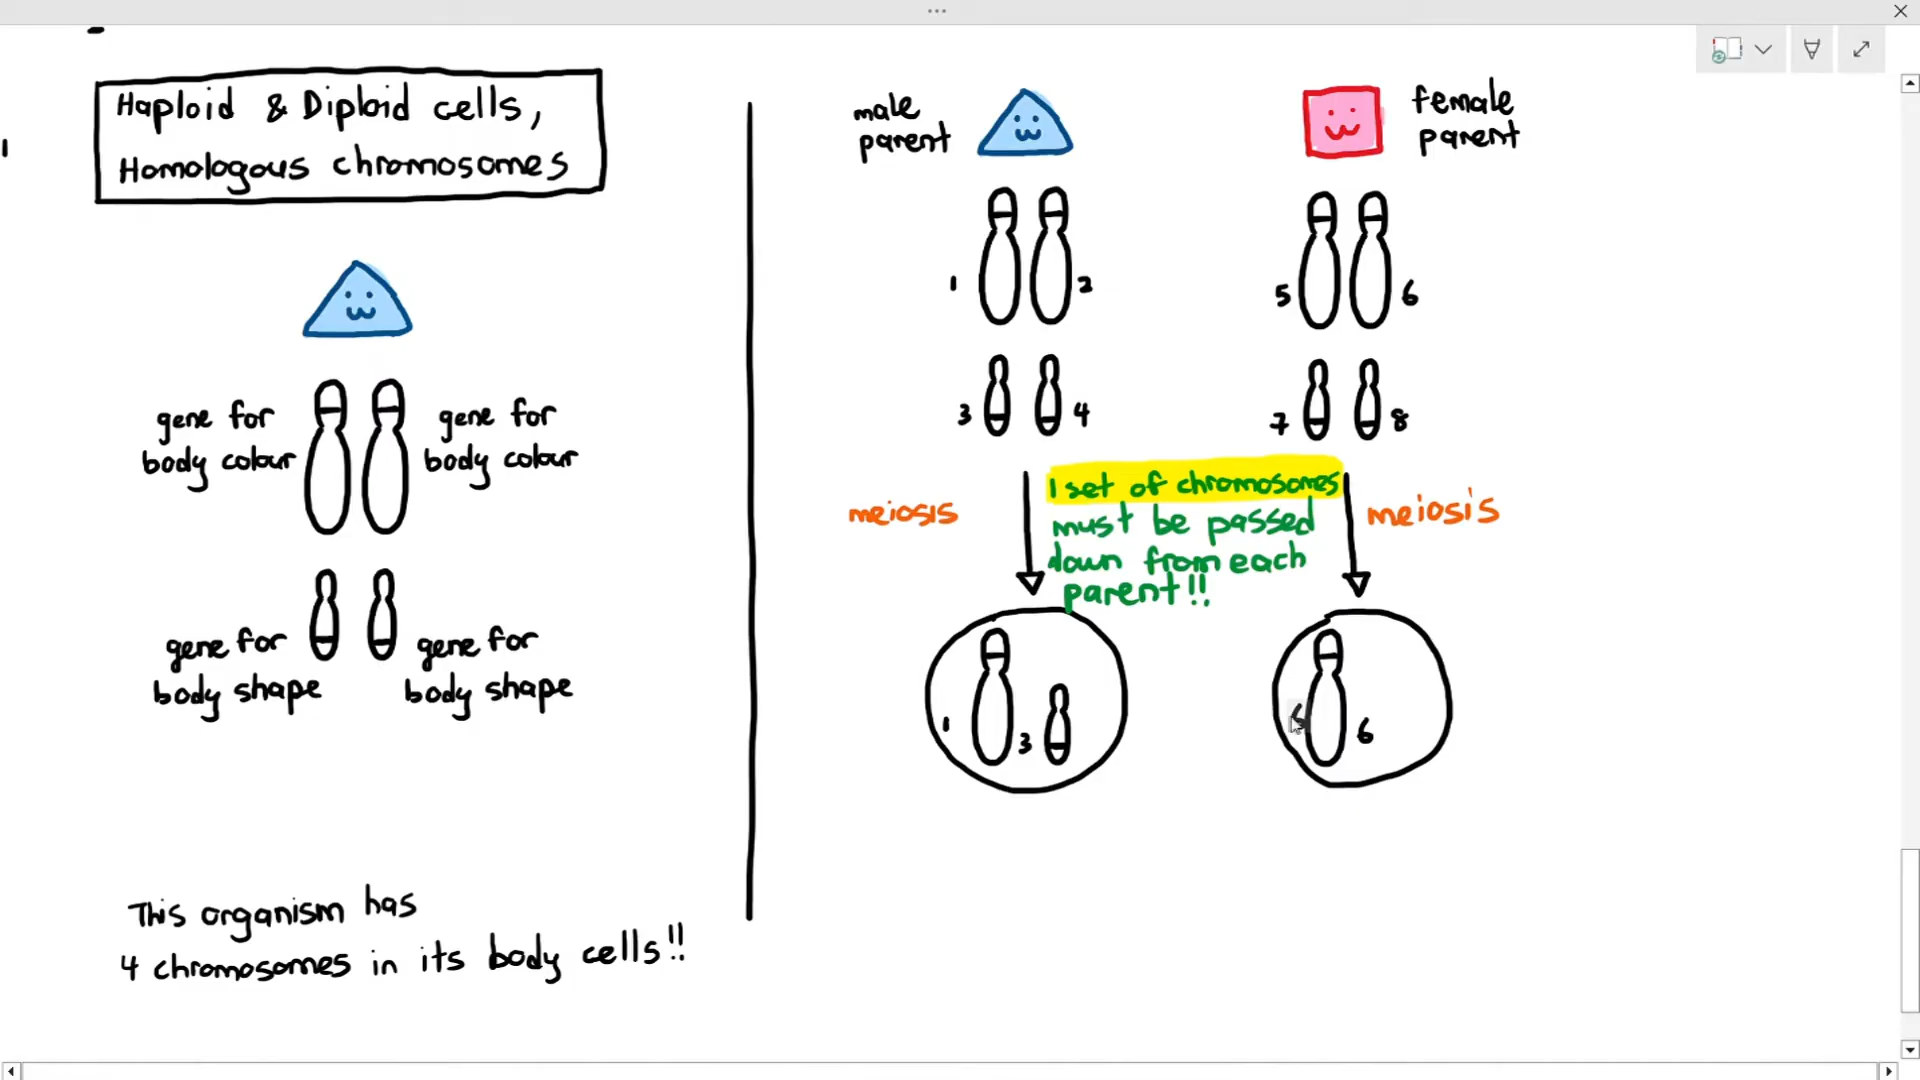 Haploid & Diploid cells,
Homologous chromosomes
gene for
body colour
gene for
body colour
gene for
body shape
gene for
body shape
This organism has
4 chromosomes in its body cells!!
male
parent
female
parent
1
2
5
6
3
4
7
8
meiosis
1 set of chromosomes
must be passed
down from each
parent!!
meiosis
1
3
6